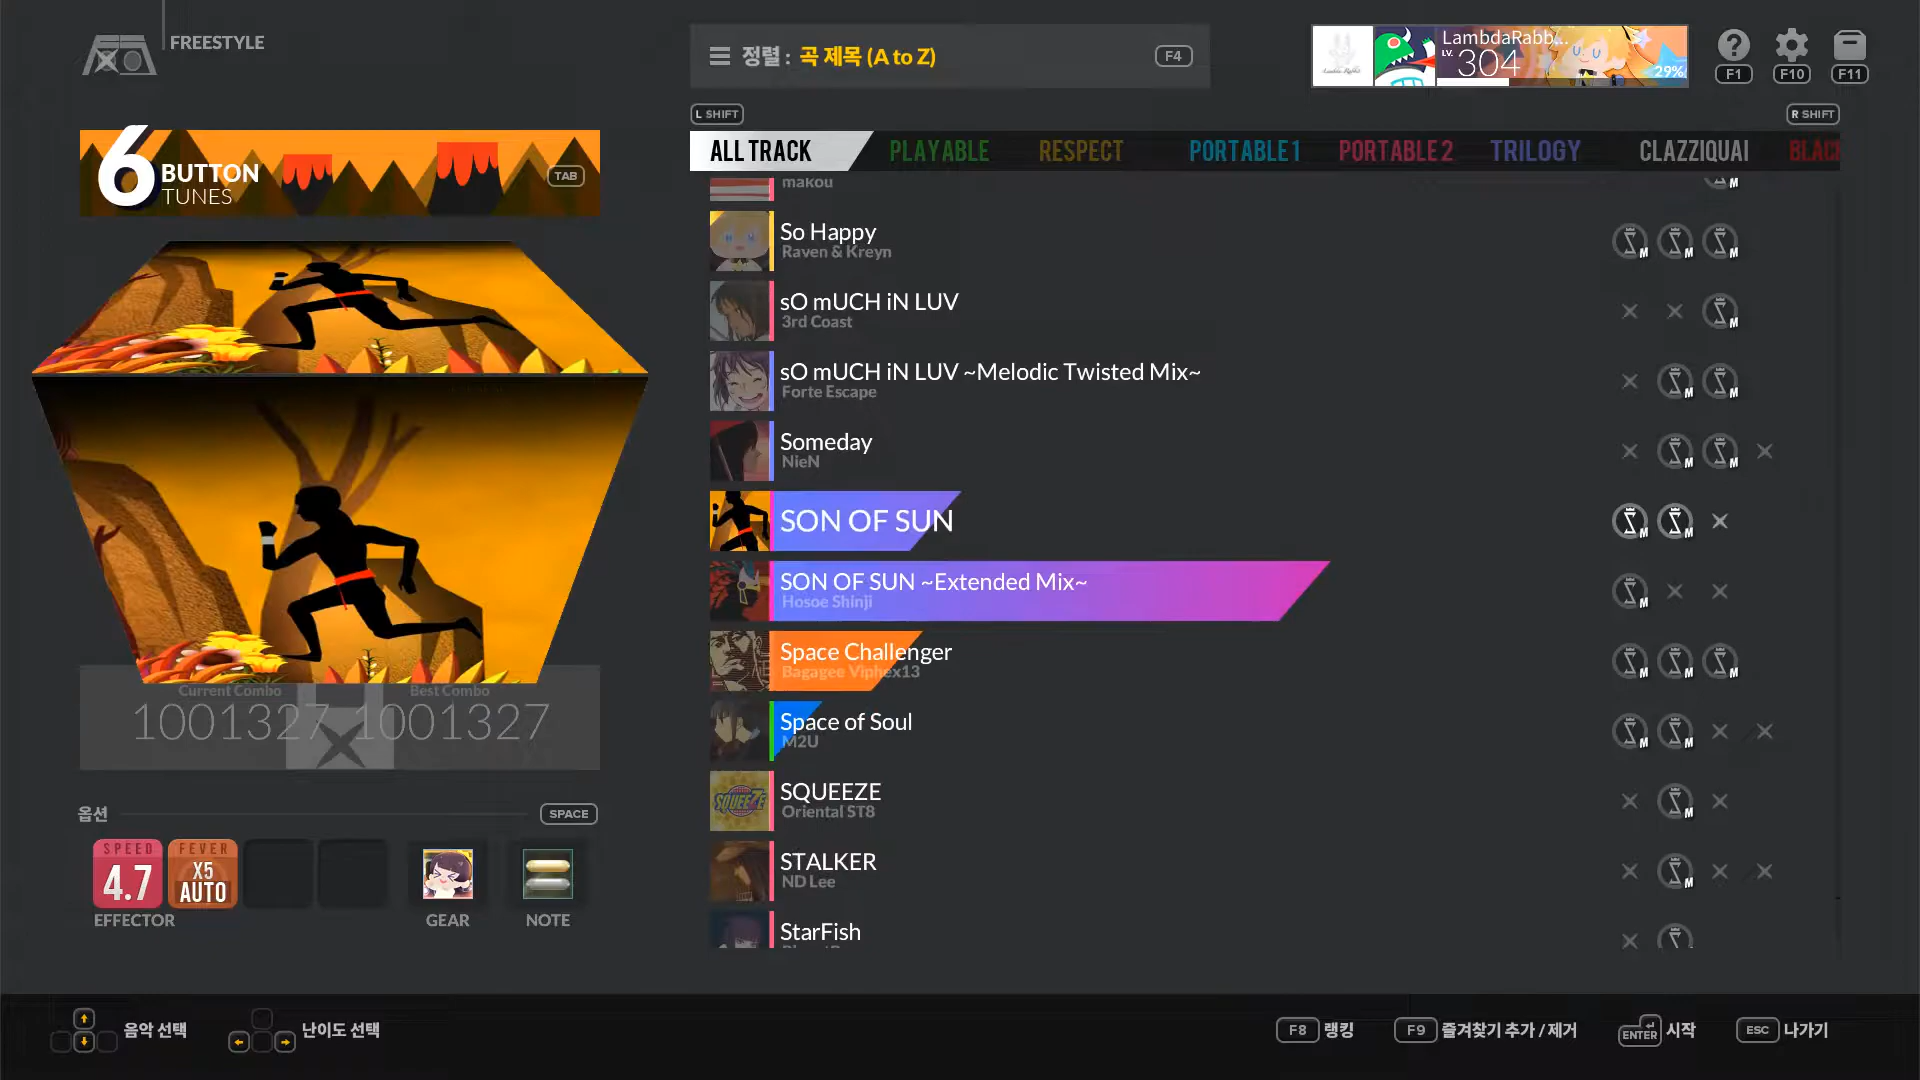 FREESTYLE
정렬 : 곡 제목 (A to Z)
F4
LambdaRabb...
LV. 304
29%
F1
F10
F11
L SHIFT
R SHIFT
ALL TRACK
PLAYABLE
RESPECT
PORTABLE 1
PORTABLE 2
TRILOGY
CLAZZIQUAI
BLACK
6 BUTTON
TUNES
TAB
makou
M
So Happy
Raven & Kreyn
M M M
sO mUCH iN LUV
3rd Coast
M
sO mUCH iN LUV ~Melodic Twisted Mix~
Forte Escape
M M
Someday
NieN
M M
SON OF SUN
M M
SON OF SUN ~Extended Mix~
Hosoe Shinji
M
Space Challenger
Bagagee Viphex13
M M M
Space of Soul
M2U
M M
SQUEEZE
Oriental ST8
M
STALKER
ND Lee
M
StarFish
Current Combo
1001327
Best Combo
1001327
옵션
SPACE
SPEED
4.7
FEVER
X5
AUTO
EFFECTOR
GEAR
NOTE
음악 선택
난이도 선택
F8 랭킹
F9 즐겨찾기 추가 / 제거
ENTER 시작
ESC 나가기